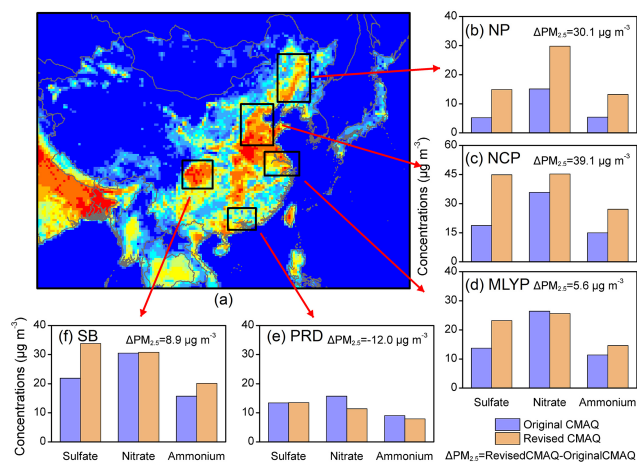 (b) NP ΔPM2.5=30.1 μg m-3
40
30
20
10
0
(c) NCP ΔPM2.5=39.1 μg m-3
60
45
30
15
0
Concentrations μg m-3
(a)
(d) MLYP ΔPM2.5=5.6 μg m-3
40
30
20
10
0
Sulfate Nitrate Ammonium
(f) SB ΔPM2.5=8.9 μg m-3
40
30
20
10
0
Concentrations μg m-3
Sulfate Nitrate Ammonium
(e) PRD ΔPM2.5=-12.0 μg m-3
40
30
20
10
0
Sulfate Nitrate Ammonium
Original CMAQ
Revised CMAQ
ΔPM2.5=RevisedCMAQ-OriginalCMAQ